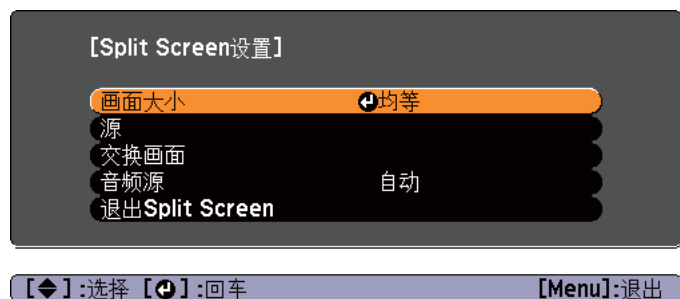 [Split Screen设置]
画面大小 均等
源
交换画面
音频源 自动
退出Split Screen
[◆]:选择 [↵]:回车 [Menu]:退出